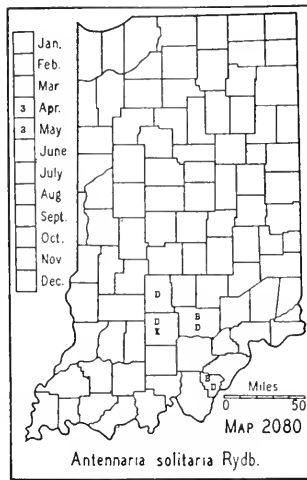 Jan.
Feb.
Mar
3 Apr.
2 May
June
July
Aug
Sept.
Oct.
Nov
Dec.
D
D
K
B
D
B
D
Miles
0 50
MAP 2080
Antennaria solitaria Rydb.